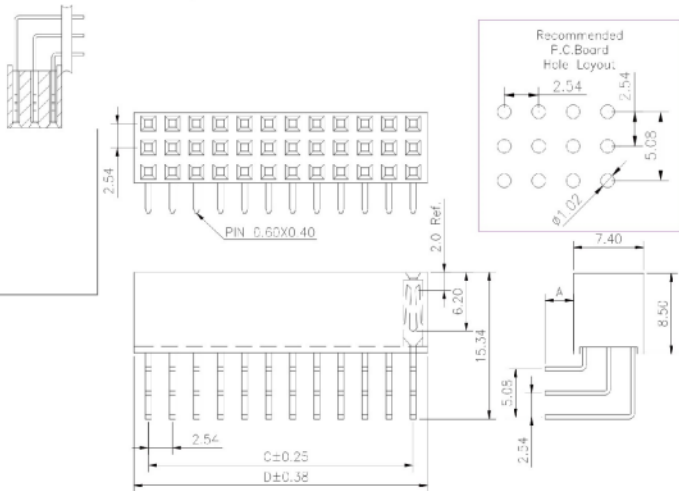 Recommended
P.C.Board
Hole Layout
2.54
2.54
5.08
ø1.02
2.54
PIN 0.60X0.40
2.0 Ref.
6.20
15.34
7.40
A
8.50
5.08
2.54
2.54
C±0.25
D±0.38